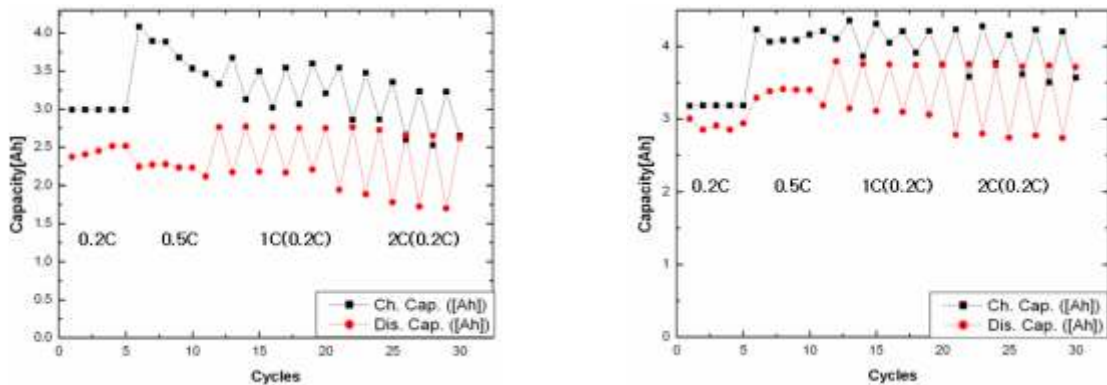 4.0
3.5
3.0
2.5
2.0
1.5
1.0
0.5
0.0
Capacity[Ah]
0.2C 0.5C 1C(0.2C) 2C(0.2C)
Ch. Cap. ([Ah])
Dis. Cap. ([Ah])
0 5 10 15 20 25 30
Cycles
4
3
2
1
0
Capacity[Ah]
0.2C 0.5C 1C(0.2C) 2C(0.2C)
Ch. Cap. ([Ah])
Dis. Cap. ([Ah])
0 5 10 15 20 25 30
Cycles